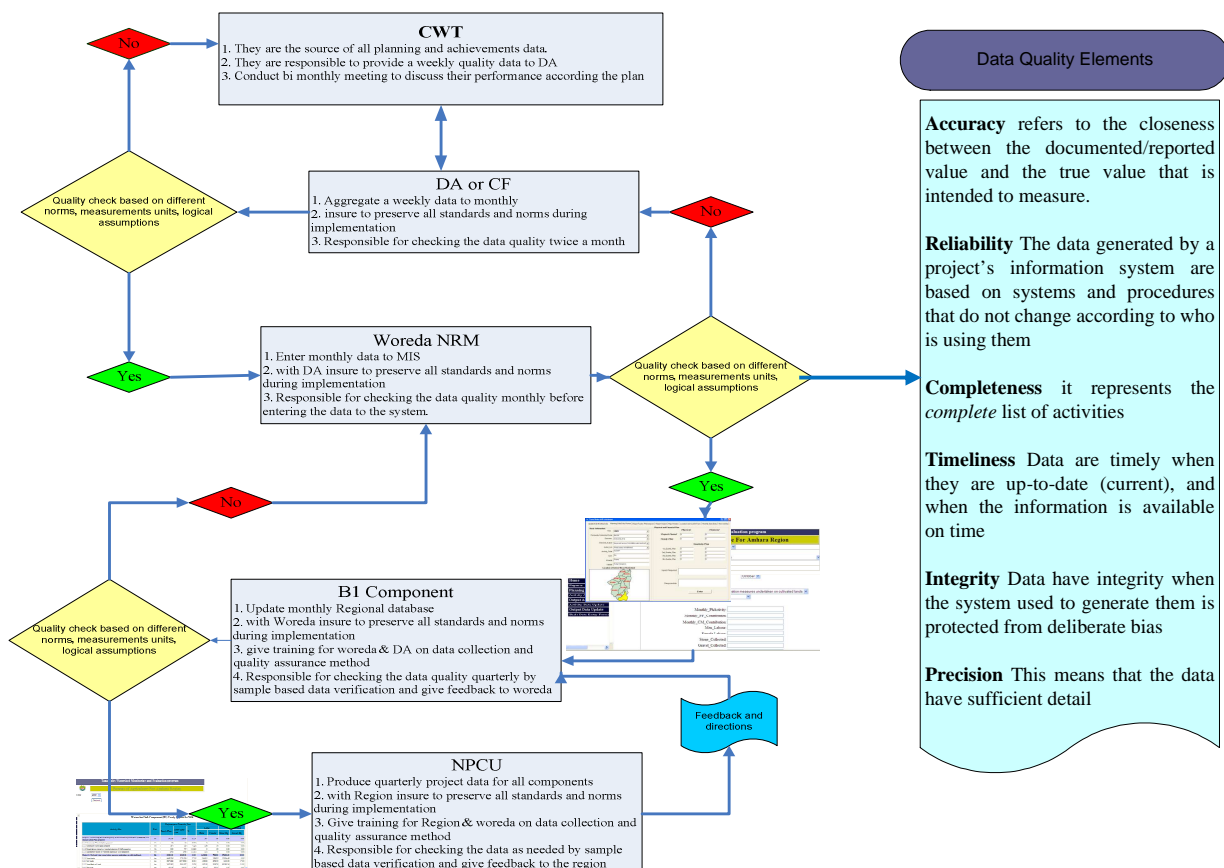 CWT
1. They are the source of all planning and achievements data.
2. They are responsible to provide a weekly quality data to DA
3. Conduct bi monthly meeting to discuss their performance according the plan
No
Quality check based on different
norms, measurements units, logical
assumptions
DA or CF
1. Aggregate a weekly data to monthly
2. insure to preserve all standards and norms during
implementation
3. Responsible for checking the data quality twice a month
No
Yes
Woreda NRM
1. Enter monthly data to MIS
2. with DA insure to preserve all standards and norms
during implementation
3. Responsible for checking the data quality monthly before
entering the data to the system.
Quality check based on different
norms, measurements units,
logical assumptions
Yes
No
Quality check based on different
norms, measurements units,
logical assumptions
B1 Component
1. Update monthly Regional database
2. with Woreda insure to preserve all standards and norms
during implementation
3. give training for woreda & DA on data collection and
quality assurance method
4. Responsible for checking the data quality quarterly by
sample based data verification and give feedback to woreda
e For Amhara Region
Output Data Update
Feedback and
directions
Yes
NPCU
1. Produce quarterly project data for all components
2. with Region insure to preserve all standards and norms
during implementation
3. Give training for Region & woreda on data collection and
quality assurance method
4. Responsible for checking the data as needed by sample
based data verification and give feedback to the region
Data Quality Elements
Accuracy refers to the closeness
between the documented/reported
value and the true value that is
intended to measure.
Reliability The data generated by a
project's information system are
based on systems and procedures
that do not change according to who
is using them
Completeness it represents the
complete list of activities
Timeliness Data are timely when
they are up-to-date (current), and
when the information is available
on time
Integrity Data have integrity when
the system used to generate them is
protected from deliberate bias
Precision This means that the data
have sufficient detail